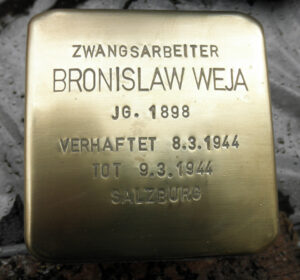 ZWANGSARBEITER
BRONISLAW WEJA
JG. 1898
VERHAFTET 8.3.1944
TOT 9.3.1944
SALZBURG